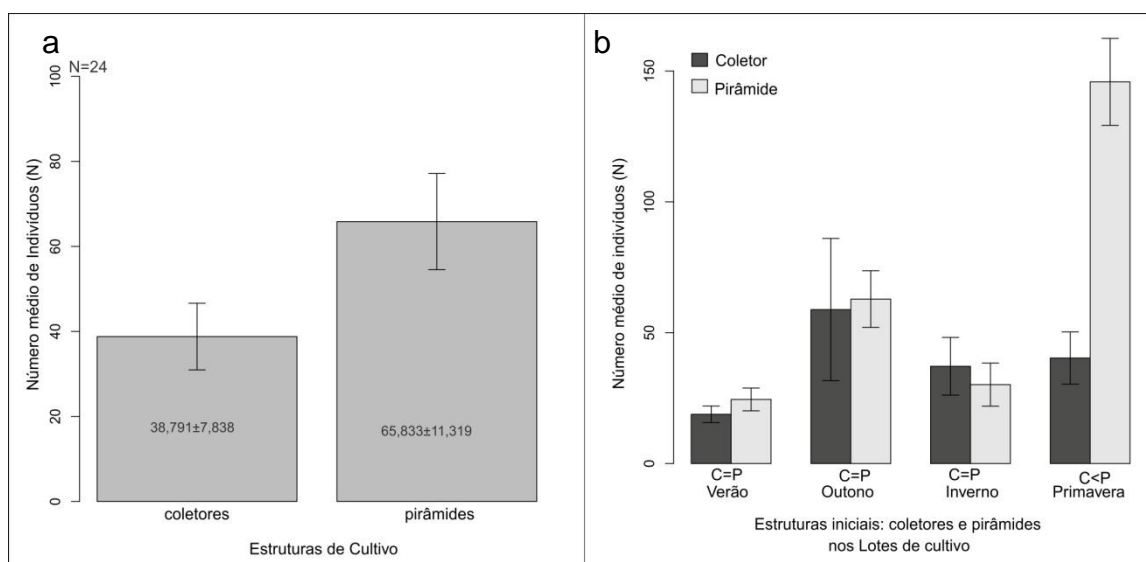 a
N=24
100
80
60
40
20
0
Número médio de Indivíduos (N)
38,791±7,838
65,833±11,319
coletores
pirâmides
Estruturas de Cultivo
b
Coletor
Pirâmide
150
100
50
0
Número médio de indivíduos (N)
C=P
C=P
C=P
C<P
Verão
Outono
Inverno
Primavera
Estruturas iniciais: coletores e pirâmides
nos Lotes de cultivo